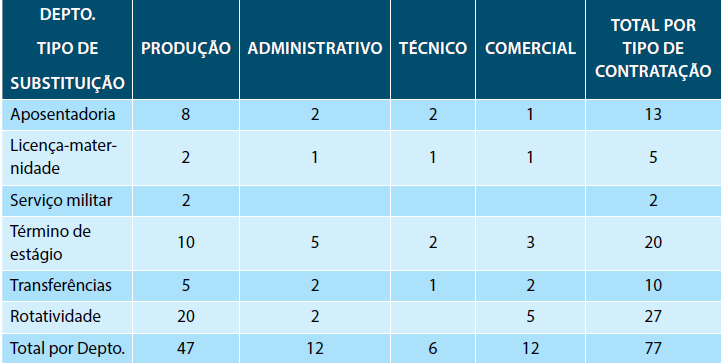 DEPTO.
TIPO DE
SUBSTITUIÇÃO PRODUÇÃO ADMINISTRATIVO TÉCNICO COMERCIAL TOTAL POR
TIPO DE
CONTRATAÇÃO
Aposentadoria 8 2 2 1 13
Licença-mater-
nidade 2 1 1 1 5
Serviço militar 2 2
Término de
estágio 10 5 2 3 20
Transferências 5 2 1 2 10
Rotatividade 20 2 5 27
Total por Depto. 47 12 6 12 77